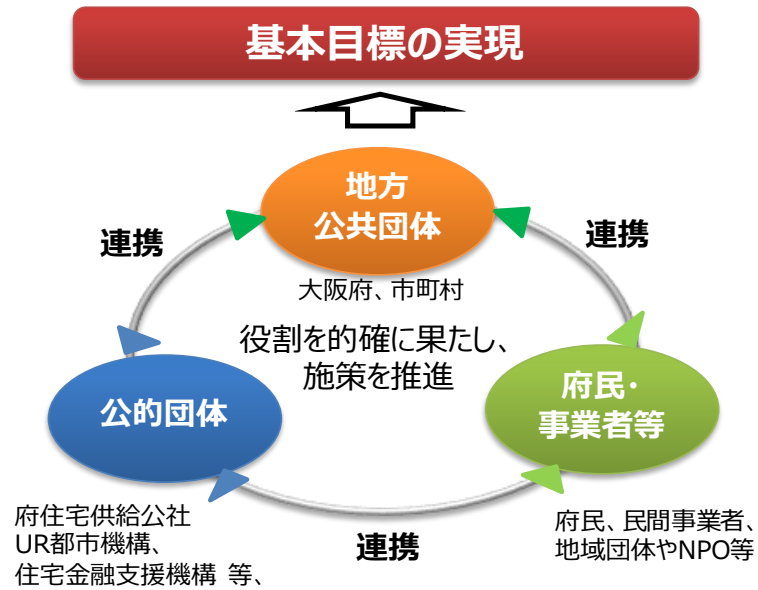 基本目標の実現
地方
公共団体
連携
連携
大阪府、市町村
役割を的確に果たし、
施策を推進
公的団体
府民・
事業者等
府住宅供給公社
UR都市機構、
住宅金融支援機構 等、
連携
府民、民間事業者、
地域団体やNPO等